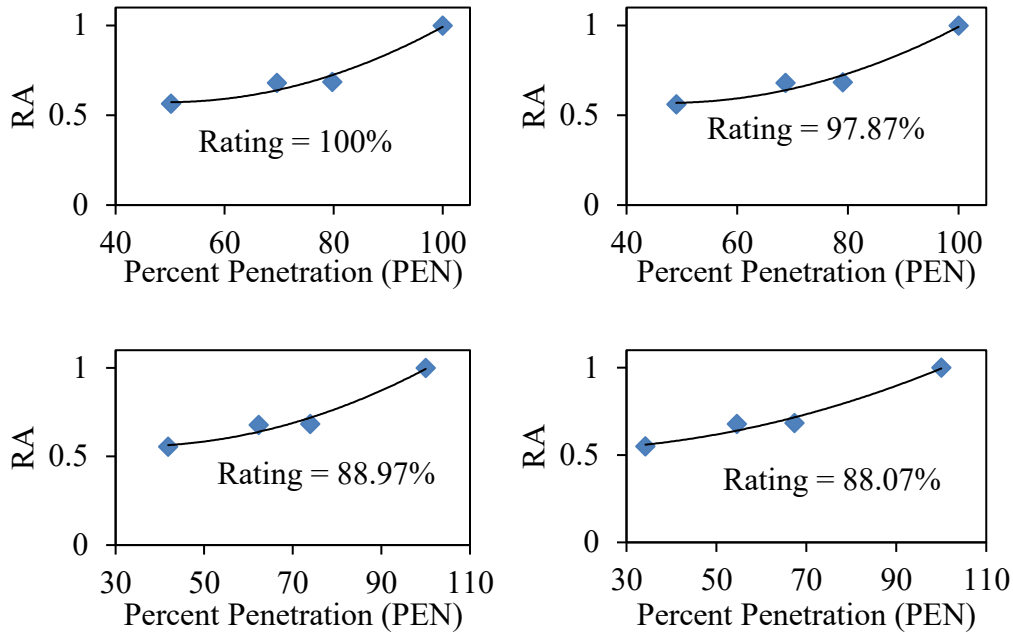 1
0.5
0
RA
Rating = 100%
40 60 80 100
Percent Penetration (PEN)
1
0.5
0
RA
Rating = 97.87%
40 60 80 100
Percent Penetration (PEN)
1
0.5
0
RA
Rating = 88.97%
30 50 70 90 110
Percent Penetration (PEN)
1
0.5
0
RA
Rating = 88.07%
30 50 70 90 110
Percent Penetration (PEN)